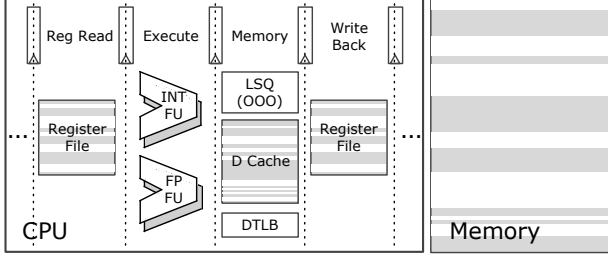 Reg Read
Execute
Memory
Write
Back
INT
FU
LSQ
(OOO)
...
Register
File
D Cache
Register
File
...
FP
FU
DTLB
CPU
Memory